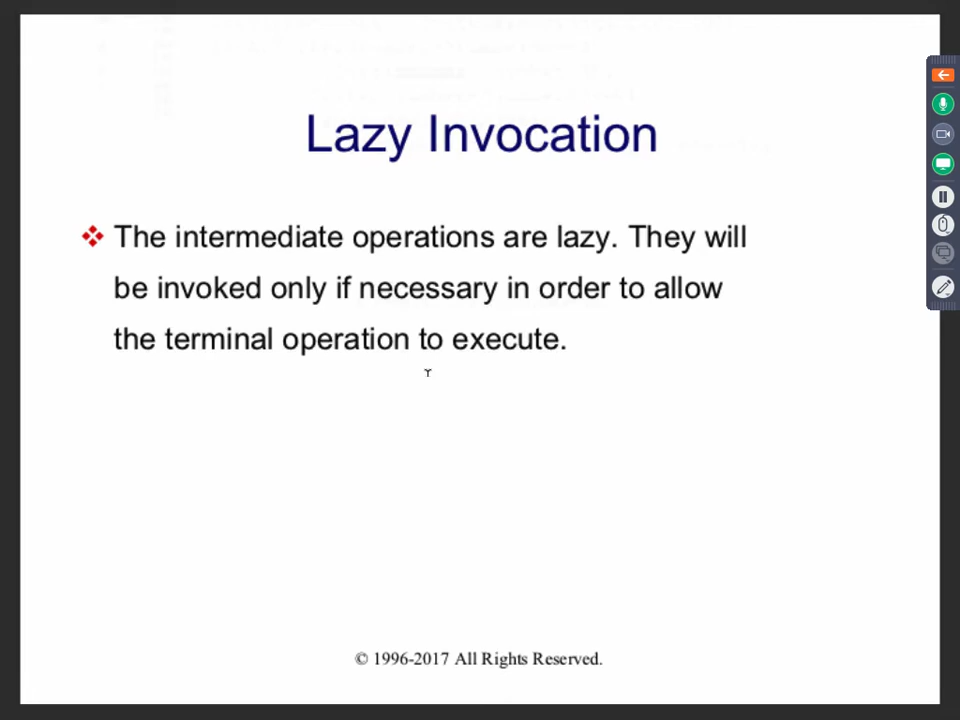 Lazy Invocation
The intermediate operations are lazy. They will
be invoked only if necessary in order to allow
the terminal operation to execute.
© 1996-2017 All Rights Reserved.